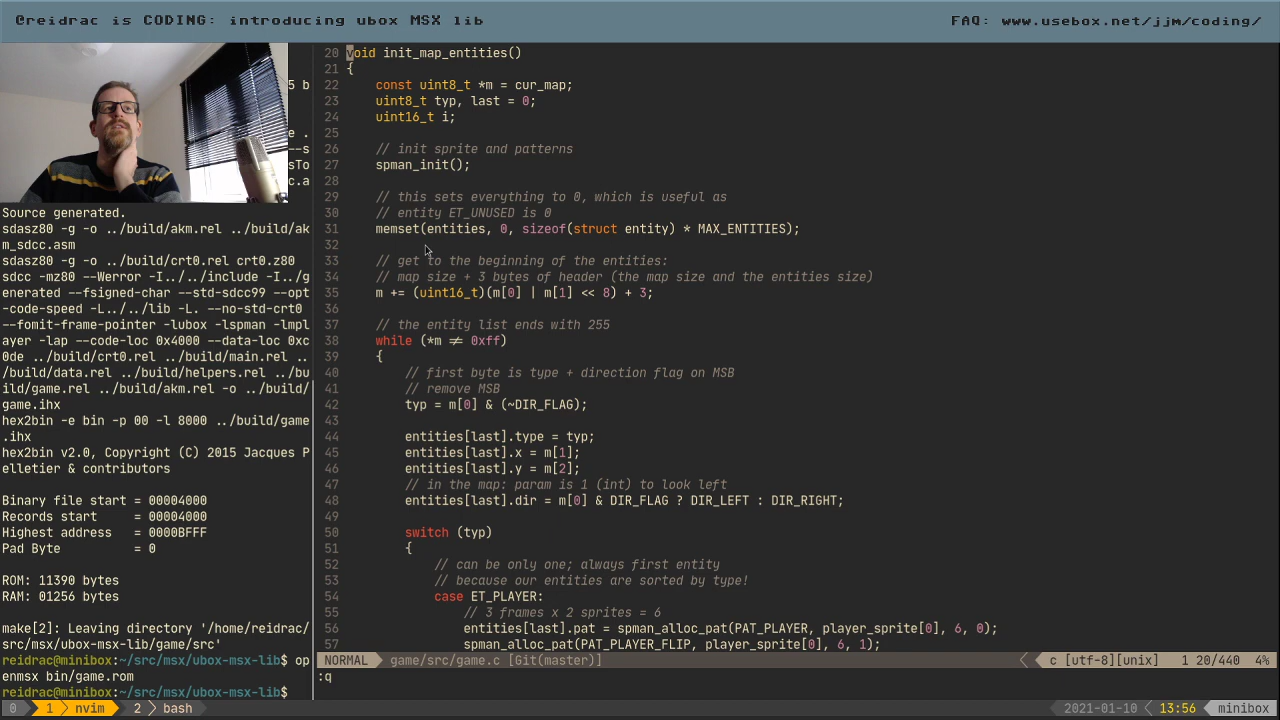 @reidrac is CODING: introducing ubox MSX lib
FAQ: www.usebox.net/jjm/coding/
5 b
e .
--s
sTo
c.a
Source generated.
sdasz80 -g -o ../build/akm.rel ../build/ak
m_sdcc.asm
sdasz80 -g -o ../build/crt0.rel crt0.z80
sdcc -mz80 --Werror -I../../include -I../g
enerated --fsigned-char --std-sdcc99 --opt
-code-speed -L../../lib -L. --no-std-crt0
--fomit-frame-pointer -lubox -lspman -lmpl
ayer -lap --code-loc 0x4000 --data-loc 0xc
0de ../build/crt0.rel ../build/main.rel ..
/build/data.rel ../build/helpers.rel ../bu
ild/game.rel ../build/akm.rel -o ../build/
game.ihx
hex2bin -e bin -p 00 -l 8000 ../build/game
.ihx
hex2bin v2.0, Copyright (C) 2015 Jacques P
elletier & contributors
Binary file start = 00004000
Records start     = 00004000
Highest address   = 0000BFFF
Pad Byte          = 0
ROM: 11390 bytes
RAM: 01256 bytes
make[2]: Leaving directory '/home/reidrac/
src/msx/ubox-msx-lib/game/src'
reidrac@minibox:~/src/msx/ubox-msx-lib$ op
enmsx bin/game.rom
reidrac@minibox:~/src/msx/ubox-msx-lib$
20 void init_map_entities()
21 {
22     const uint8_t *m = cur_map;
23     uint8_t typ, last = 0;
24     uint16_t i;
25
26     // init sprite and patterns
27     spman_init();
28
29     // this sets everything to 0, which is useful as
30     // entity ET_UNUSED is 0
31     memset(entities, 0, sizeof(struct entity) * MAX_ENTITIES);
32
33     // get to the beginning of the entities:
34     // map size + 3 bytes of header (the map size and the entities size)
35     m += (uint16_t)(m[0] | m[1] << 8) + 3;
36
37     // the entity list ends with 255
38     while (*m ≠ 0xff)
39     {
40         // first byte is type + direction flag on MSB
41         // remove MSB
42         typ = m[0] & (~DIR_FLAG);
43
44         entities[last].type = typ;
45         entities[last].x = m[1];
46         entities[last].y = m[2];
47         // in the map: param is 1 (int) to look left
48         entities[last].dir = m[0] & DIR_FLAG ? DIR_LEFT : DIR_RIGHT;
49
50         switch (typ)
51         {
52             // can be only one; always first entity
53             // because our entities are sorted by type!
54             case ET_PLAYER:
55                 // 3 frames x 2 sprites = 6
56                 entities[last].pat = spman_alloc_pat(PAT_PLAYER, player_sprite[0], 6, 0);
57                 spman_alloc_pat(PAT_PLAYER_FLIP, player_sprite[0], 6, 1);
NORMAL game/src/game.c [Git(master)] c [utf-8][unix] 1 20/440 4%
:q
0 1 nvim 2 bash 2021-01-10 13:56 minibox